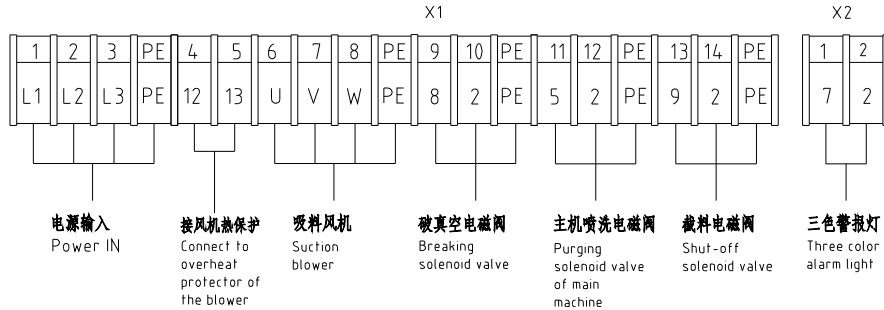 X1 X2
1 2 3 PE 4 5 6 7 8 PE 9 10 PE 11 12 PE 13 14 PE 1 2
L1 L2 L3 PE 12 13 U V W PE 8 2 PE 5 2 PE 9 2 PE 7 2
电源输入
Power IN
接风机热保护
Connect to
overheat
protector of
the blower
吸料风机
Suction
blower
破真空电磁阀
Breaking
solenoid valve
主机喷洗电磁阀
Purging
solenoid valve
of main
machine
截料电磁阀
Shut-off
solenoid valve
三色警报灯
Three color
alarm light